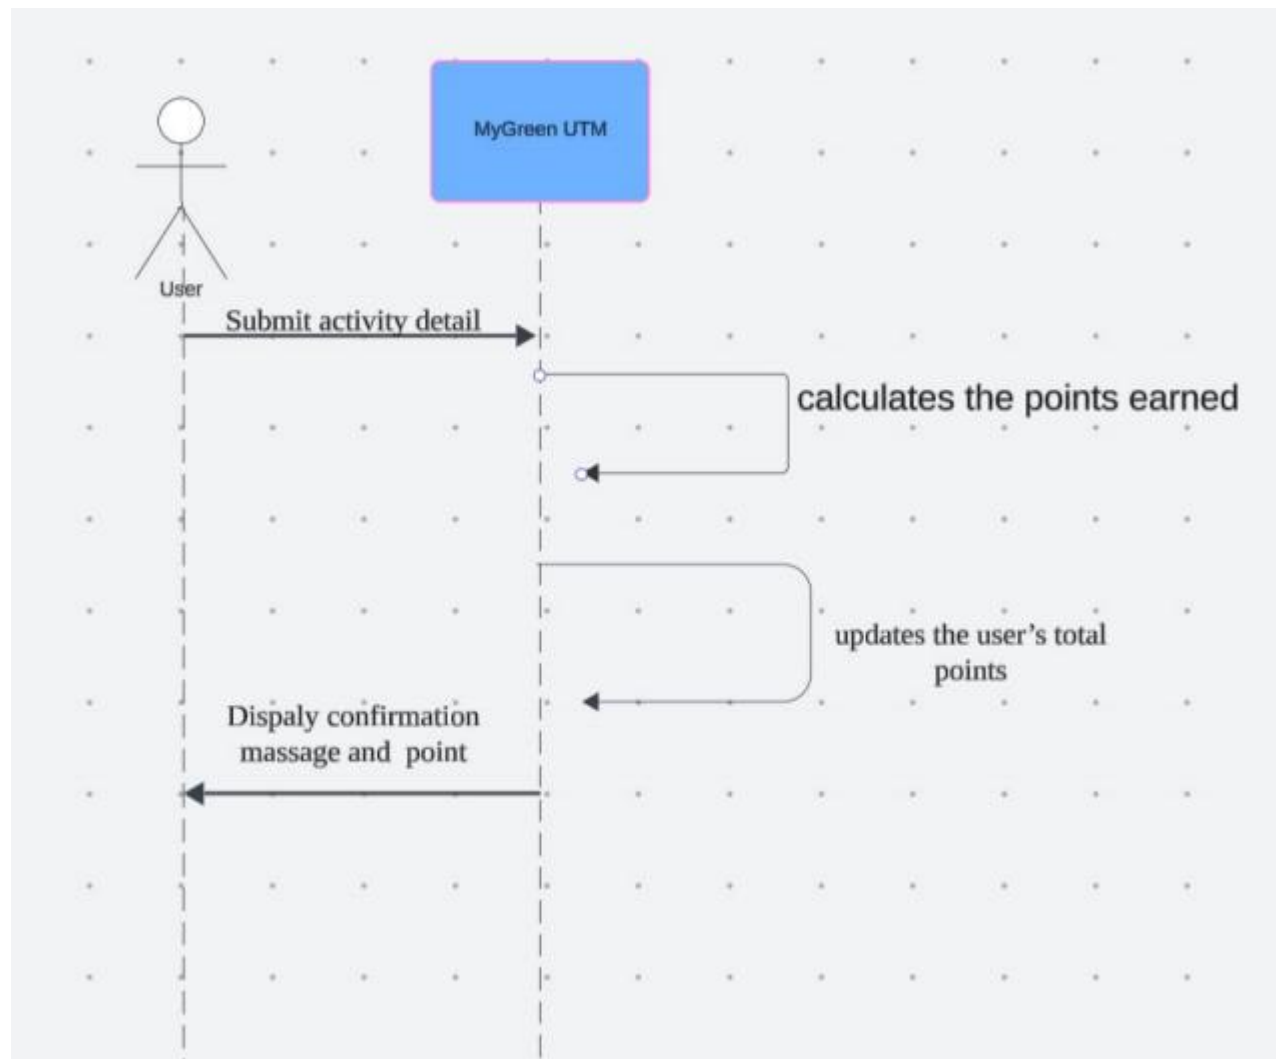 MyGreen UTM
User
Submit activity detail
calculates the points earned
updates the user’s total
points
Dispaly confirmation
massage and point